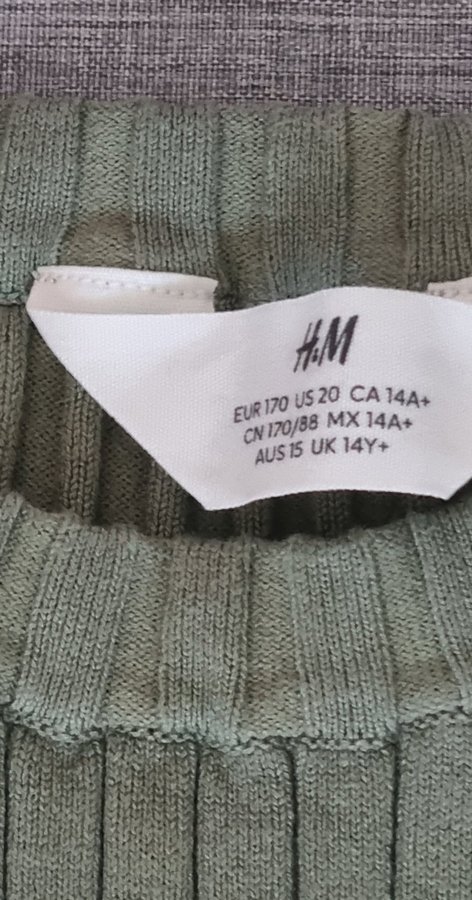 H&M
EUR 170 US 20 CA 14A+
CN 170/88 MX 14A+
AUS 15 UK 14Y+